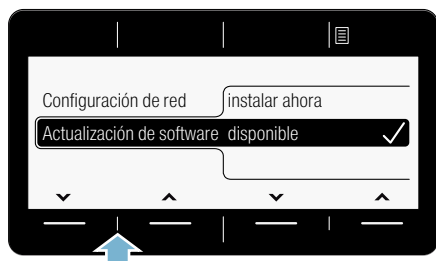 Configuración de red instalar ahora
Actualización de software disponible